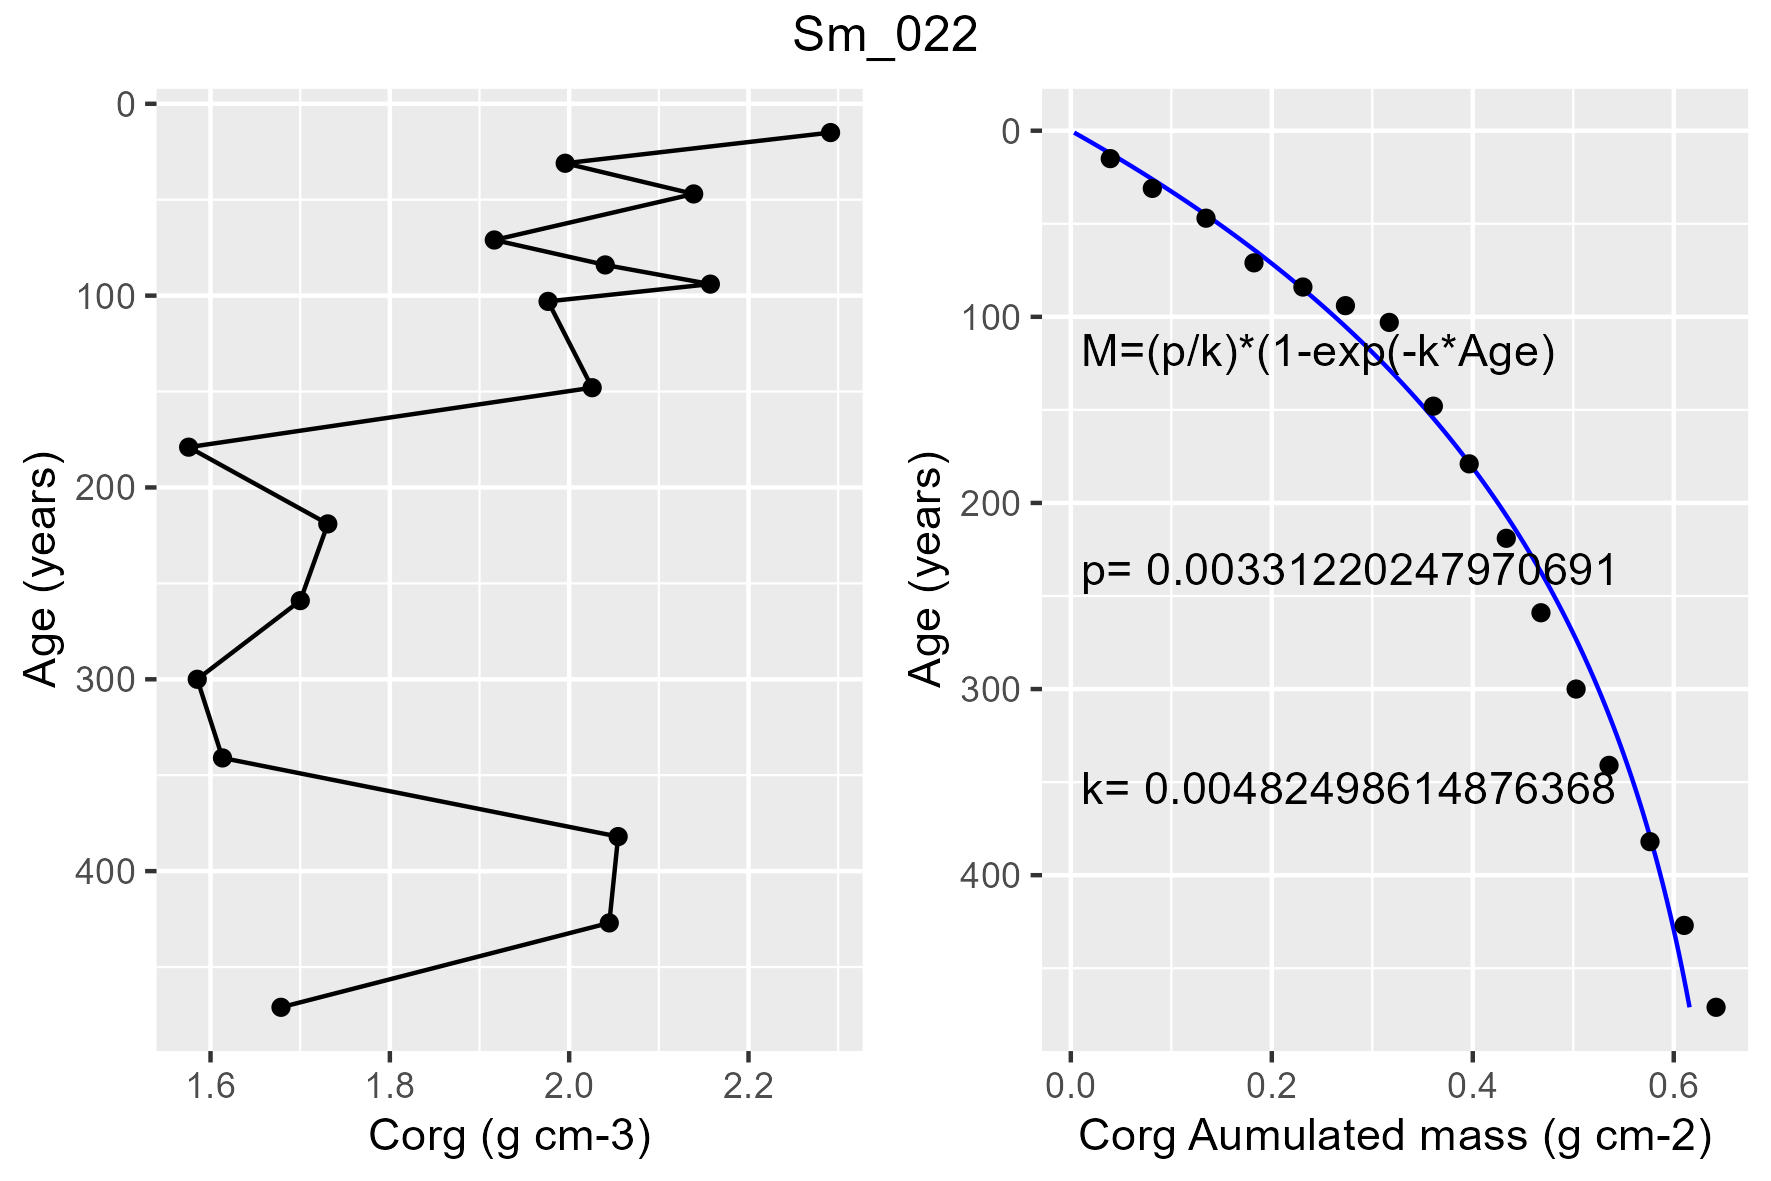 Sm_022
0
100
200
300
400
Age (years)
1.6 1.8 2.0 2.2
Corg (g cm-3)
0
100
200
300
400
Age (years)
M=(p/k)*(1-exp(-k*Age)
p= 0.00331220247970691
k= 0.00482498614876368
0.0 0.2 0.4 0.6
Corg Aumulated mass (g cm-2)